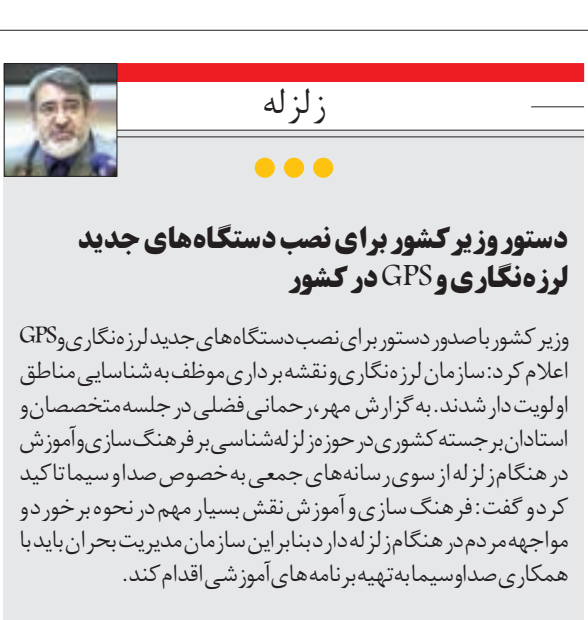 زلزله
دستور وزیر کشور برای نصب دستگاه‌های جدید
لرزه‌نگاری و GPS در کشور
وزیر کشور با صدور دستور برای نصب دستگاه‌های جدید لرزه‌نگاری و GPS
اعلام کرد: سازمان لرزه‌نگاری و نقشه برداری موظف به شناسایی مناطق
اولویت دار شدند. به گزارش مهر، رحمانی فضلی در جلسه متخصصان و
استادان برجسته کشوری در حوزه زلزله‌شناسی بر فرهنگ سازی و آموزش
در هنگام زلزله از سوی رسانه‌های جمعی به خصوص صدا و سیما تاکید
کرد و گفت: فرهنگ سازی و آموزش نقش بسیار مهم در نحوه برخورد و
مواجهه مردم در هنگام زلزله دارد بنابراین سازمان مدیریت بحران باید با
همکاری صداوسیما به تهیه برنامه‌های آموزشی اقدام کند.